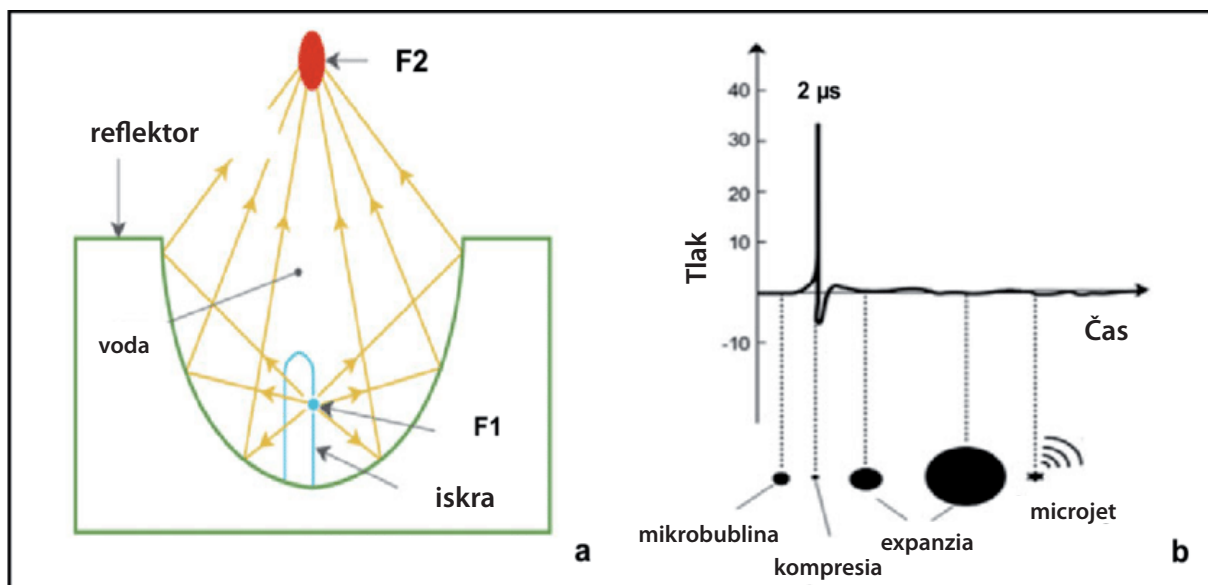 F2
reflektor
voda
F1
iskra
a
40
2 µs
30
20
10
-10
Tlak
Čas
mikrobublina
kompresia
expanzia
microjet
b